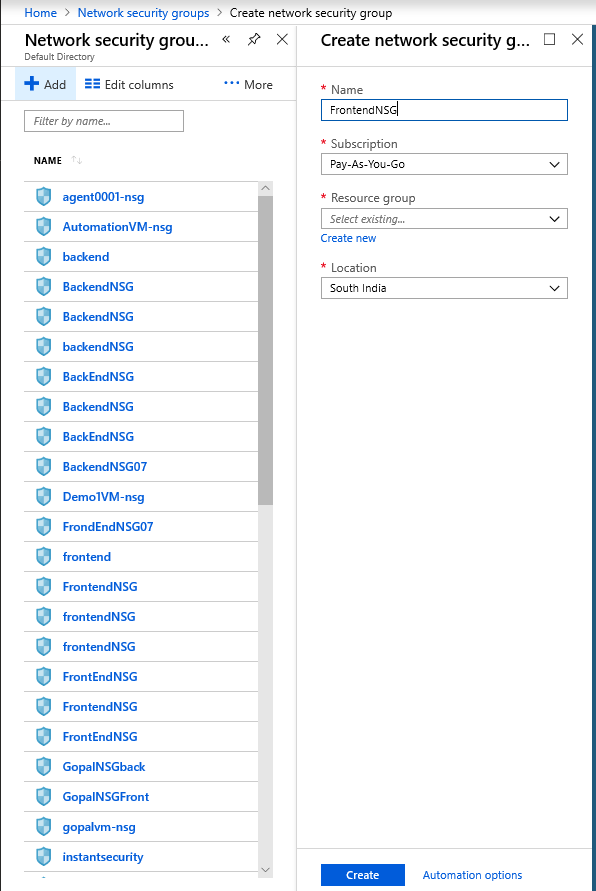 Home > Network security groups > Create network security group
Network security grou... «
Default Directory
Add Edit columns ··· More
Filter by name...
NAME ↑↓
agent0001-nsg
AutomationVM-nsg
backend
BackendNSG
BackendNSG
backendNSG
BackEndNSG
BackendNSG
BackEndNSG
BackendNSG07
Demo1VM-nsg
FrondEndNSG07
frontend
FrontendNSG
frontendNSG
frontendNSG
FrontEndNSG
FrontendNSG
FrontEndNSG
GopalNSGback
GopalNSGFront
gopalvm-nsg
instantsecurity
Create network security g...
* Name
FrontendNSG
* Subscription
Pay-As-You-Go
* Resource group
Select existing...
Create new
* Location
South India
Create Automation options